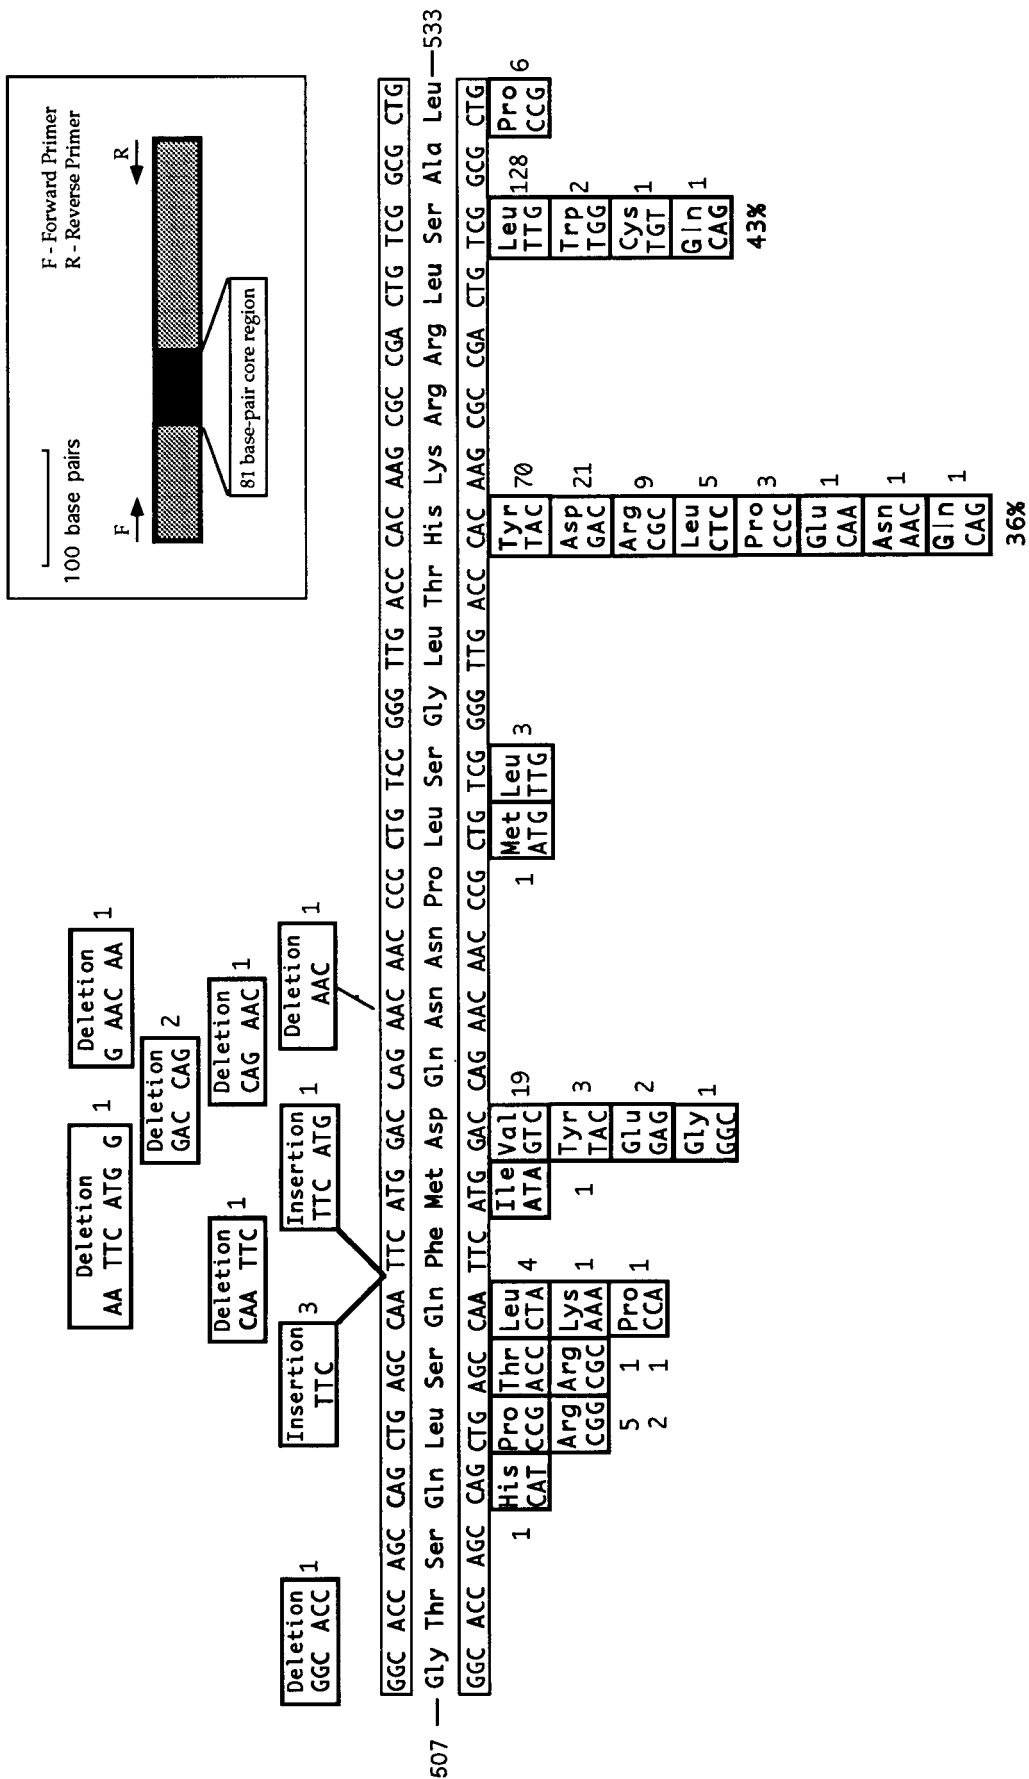 Deletion
AA TTC ATG G
1
Deletion
G AAC AA
1
Deletion
GAC CAG
2
Deletion
CAA TTC
1
Deletion
CAG AAC
1
Deletion
GGC ACC
1
Insertion
TTC
3
Insertion
TTC ATG
1
Deletion
AAC
1
100 base pairs
F - Forward Primer
R - Reverse Primer
F
R
81 base-pair core region
GGC ACC AGC CAG CTG AGC CAA TTC ATG GAC CAG AAC AAC CCC CTG TCC GGG TTG ACC CAC AAG CGC CGA CTG TCG GCG CTG
507 — Gly Thr Ser Gln Leu Ser Gln Phe Met Asp Gln Asn Asn Pro Leu Ser Gly Leu Thr His Lys Arg Arg Leu Ser Ala Leu —533
GGC ACC AGC CAG CTG AGC CAA TTC ATG GAC CAG AAC AAC CCG CTG TCG GGG TTG ACC CAC AAG CGC CGA CTG TCG GCG CTG
1
His
CAT
Pro
CCG
Arg
CGG
5
2
Thr
ACC
Arg
CGC
1
1
Leu
CTA
4
Lys
AAA
1
Pro
CCA
1
Ile
ATA
1
Val
GTC
19
Tyr
TAC
3
Glu
GAG
2
Gly
GGC
1
1
Met
ATG
Leu
TTG
3
Tyr
TAC
70
Asp
GAC
21
Arg
CGC
9
Leu
CTC
5
Pro
CCC
3
Glu
CAA
1
Asn
AAC
1
Gln
CAG
1
36%
Leu
TTG
128
Trp
TGG
2
Cys
TGT
1
Gln
CAG
1
43%
Pro
CCG
6